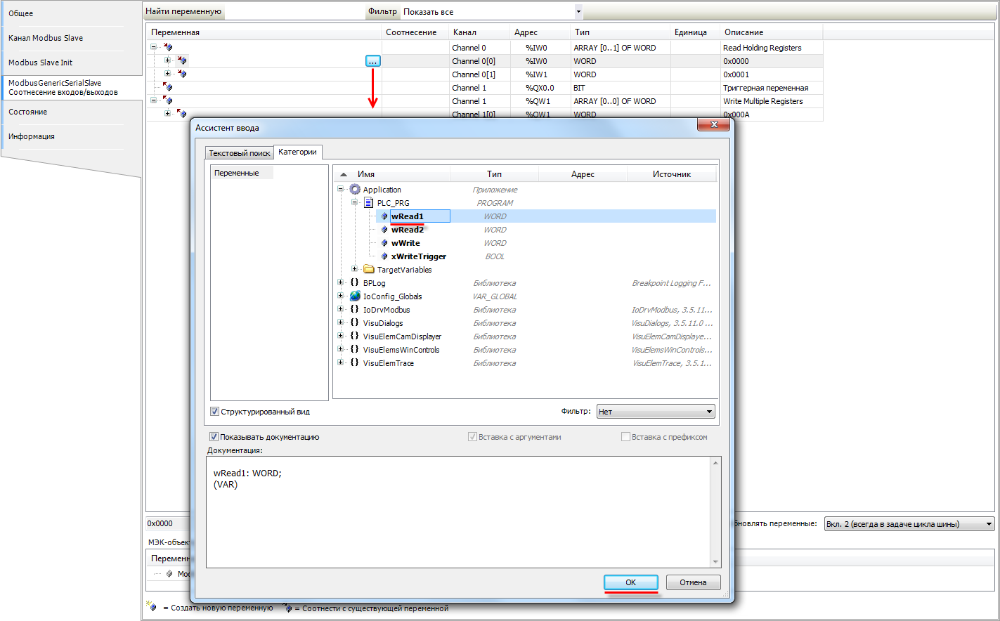 Общее
Канал Modbus Slave
Modbus Slave Init
ModbusGenericSerialSlave
Соотнесение входов/выходов
Состояние
Информация
Найти переменную Фильтр Показать все
Переменная Соотнесение Канал Адрес Тип Единица Описание
Channel 0 %IW0 ARRAY [0..1] OF WORD Read Holding Registers
... Channel 0[0] %IW0 WORD 0x0000
Channel 0[1] %IW1 WORD 0x0001
Channel 1 %QX0.0 BIT Триггерная переменная
Channel 1 %QW1 ARRAY [0..0] OF WORD Write Multiple Registers
Channel 1[0] %QW1 WORD 0x000A
Ассистент ввода
Текстовый поиск Категории
Переменные
Имя Тип Адрес Источник
Application Приложение
PLC_PRG PROGRAM
wRead1 WORD
wRead2 WORD
wWrite WORD
xWriteTrigger BOOL
TargetVariables
BPLog Библиотека Breakpoint Logging F...
IoConfig_Globals VAR_GLOBAL
IoDrvModbus Библиотека IoDrvModbus, 3.5.11...
VisuDialogs Библиотека VisuDialogs, 3.5.11.0 ...
VisuElemCamDisplayer Библиотека VisuElemCamDisplaye...
VisuElemsWinControls Библиотека VisuElemsWinControls...
VisuElemTrace Библиотека VisuElemTrace, 3.5.1...
Структурированный вид Фильтр: Нет
Показывать документацию Вставка с аргументами Вставка с префиксом
Документация:
wRead1: WORD;
(VAR)
0x0000 бновлять переменные: Вкл. 2 (всегда в задаче цикла шины)
МЭК-объект
Переменн
Mod
OK Отмена
= Создать новую переменную = Соотнести с существующей переменной